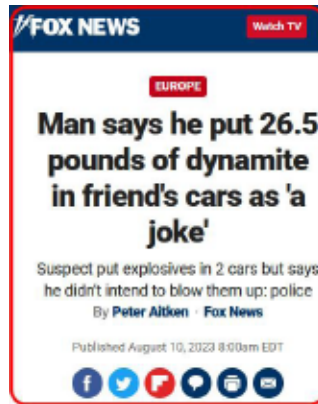 FOX NEWS
Watch TV
EUROPE
Man says he put 26.5
pounds of dynamite
in friend's cars as 'a
joke'
Suspect put explosives in 2 cars but says
he didn't intend to blow them up: police
By Peter Aitken · Fox News
Published August 10, 2023 8:00am EDT